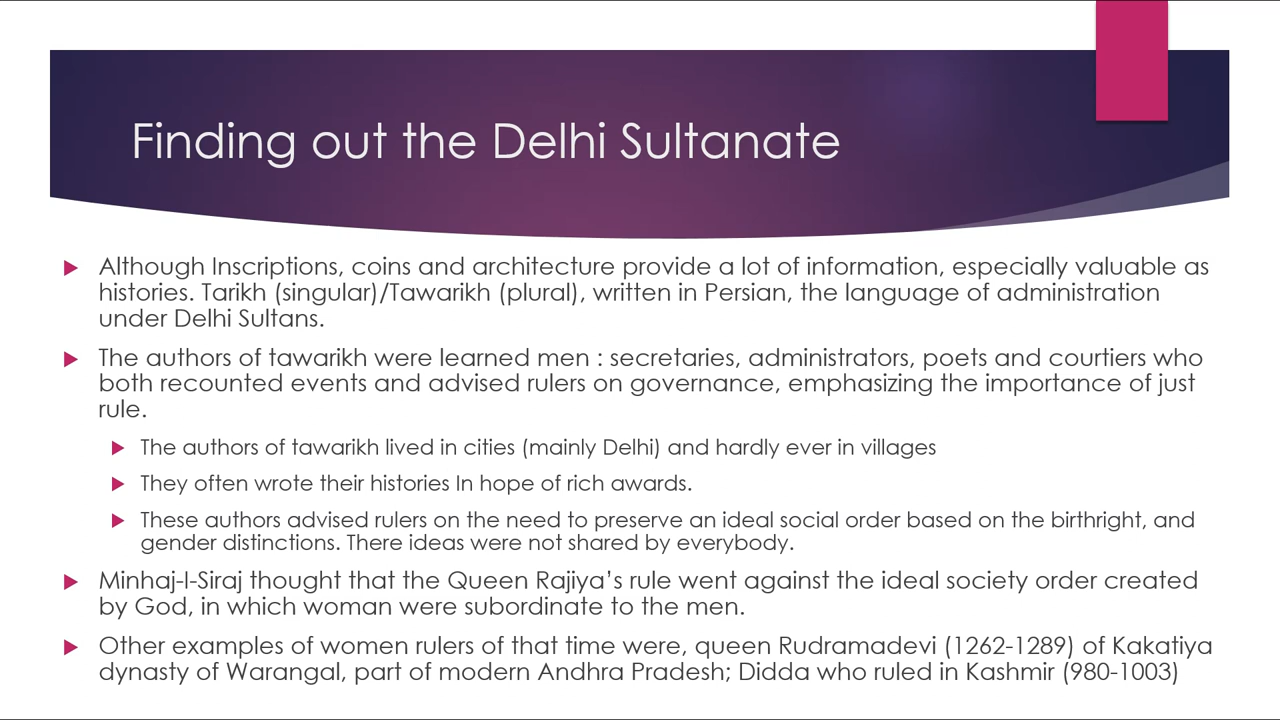 Finding out the Delhi Sultanate
Although Inscriptions, coins and architecture provide a lot of information, especially valuable as
histories. Tarikh (singular)/Tawarikh (plural), written in Persian, the language of administration
under Delhi Sultans.
The authors of tawarikh were learned men : secretaries, administrators, poets and courtiers who
both recounted events and advised rulers on governance, emphasizing the importance of just
rule.
The authors of tawarikh lived in cities (mainly Delhi) and hardly ever in villages
They often wrote their histories In hope of rich awards.
These authors advised rulers on the need to preserve an ideal social order based on the birthright, and
gender distinctions. There ideas were not shared by everybody.
Minhaj-I-Siraj thought that the Queen Rajiya’s rule went against the ideal society order created
by God, in which woman were subordinate to the men.
Other examples of women rulers of that time were, queen Rudramadevi (1262-1289) of Kakatiya
dynasty of Warangal, part of modern Andhra Pradesh; Didda who ruled in Kashmir (980-1003)